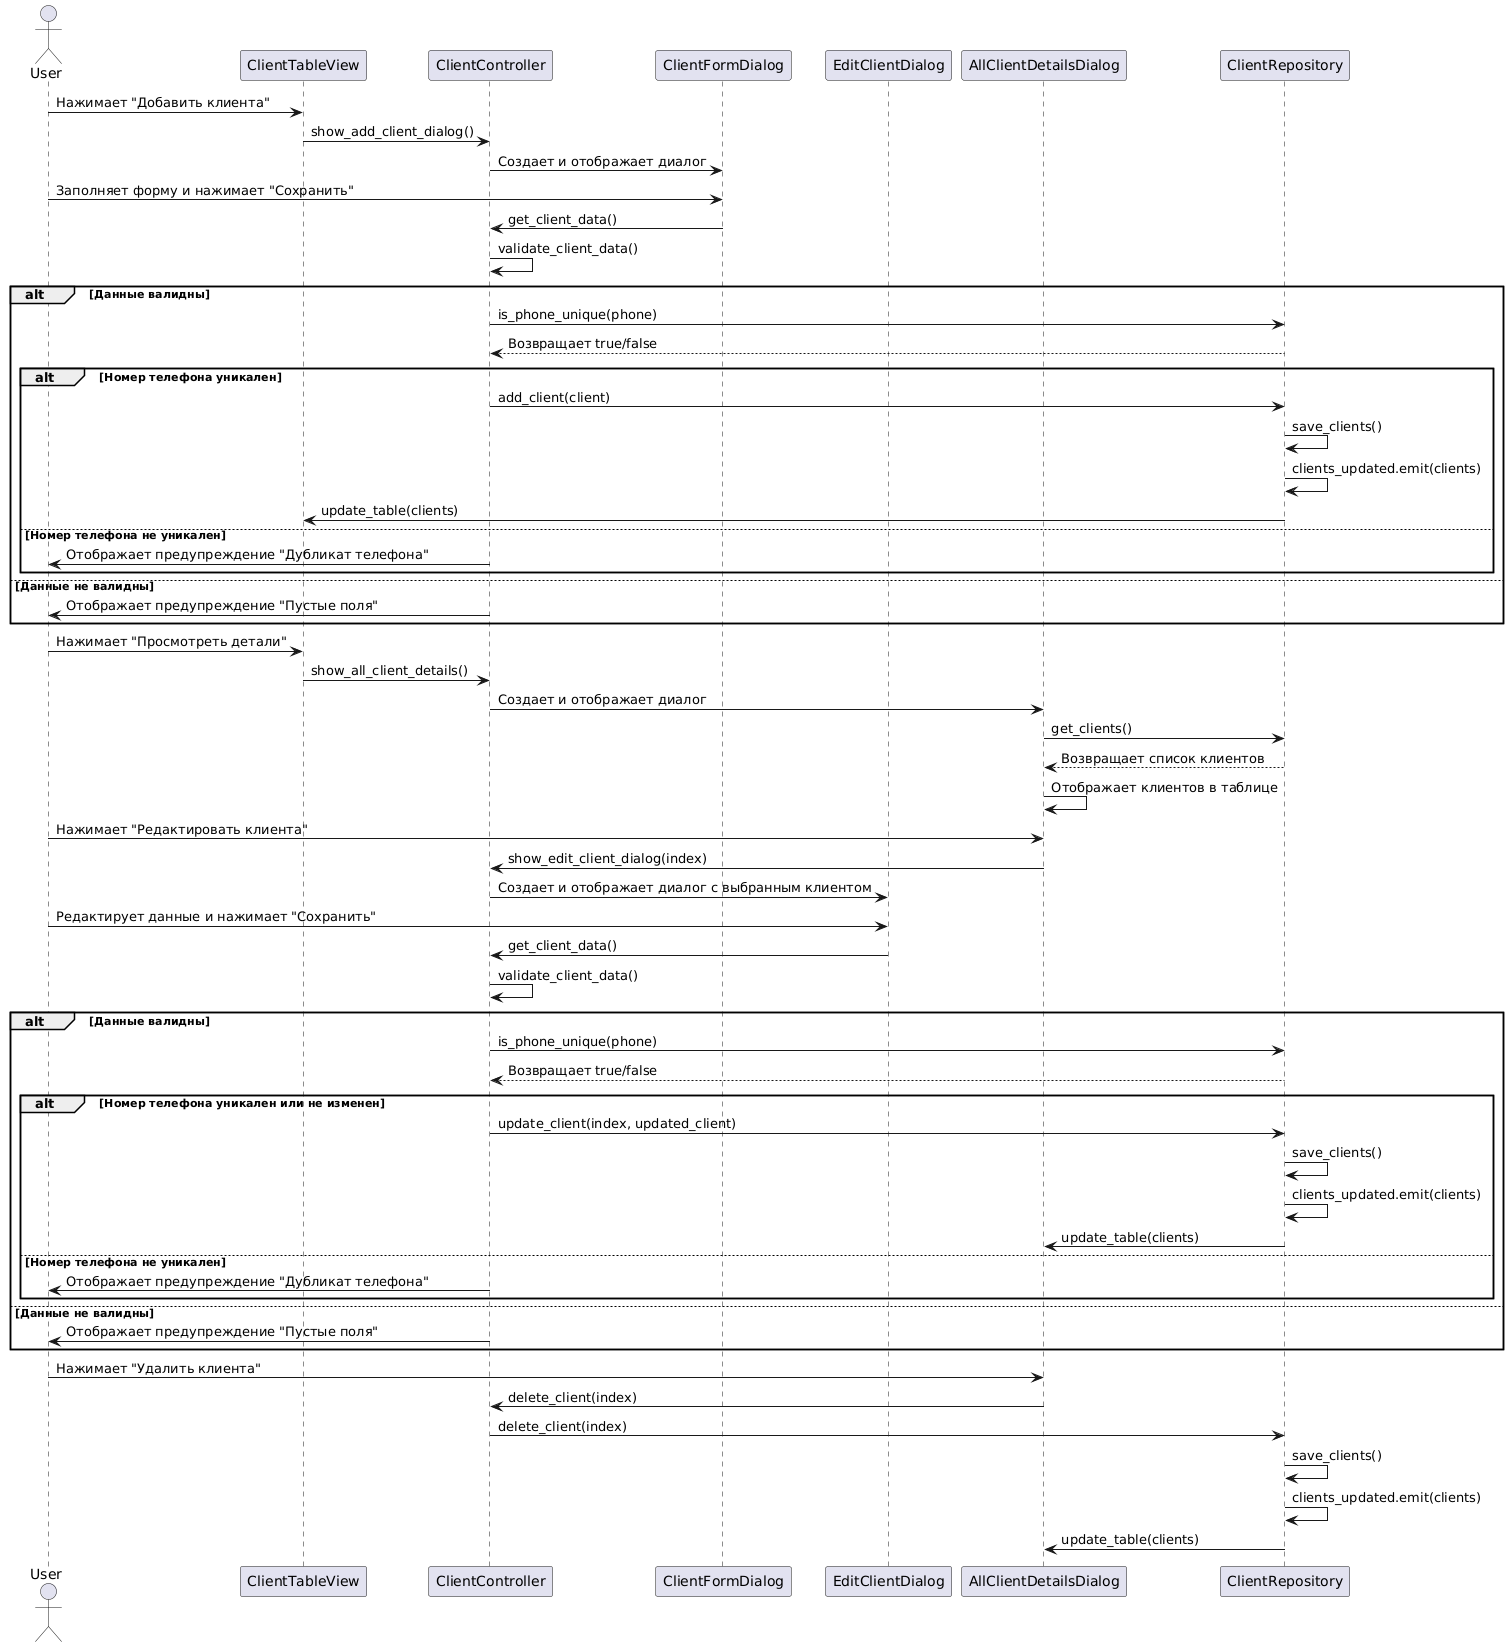 User
ClientTableView
ClientController
ClientFormDialog
EditClientDialog
AllClientDetailsDialog
ClientRepository
Нажимает "Добавить клиента"
show_add_client_dialog()
Создает и отображает диалог
Заполняет форму и нажимает "Сохранить"
get_client_data()
validate_client_data()
alt
[Данные валидны]
is_phone_unique(phone)
Возвращает true/false
alt
[Номер телефона уникален]
add_client(client)
save_clients()
clients_updated.emit(clients)
update_table(clients)
[Номер телефона не уникален]
Отображает предупреждение "Дубликат телефона"
[Данные не валидны]
Отображает предупреждение "Пустые поля"
Нажимает "Просмотреть детали"
show_all_client_details()
Создает и отображает диалог
get_clients()
Возвращает список клиентов
Отображает клиентов в таблице
Нажимает "Редактировать клиента"
show_edit_client_dialog(index)
Создает и отображает диалог с выбранным клиентом
Редактирует данные и нажимает "Сохранить"
get_client_data()
validate_client_data()
alt
[Данные валидны]
is_phone_unique(phone)
Возвращает true/false
alt
[Номер телефона уникален или не изменен]
update_client(index, updated_client)
save_clients()
clients_updated.emit(clients)
update_table(clients)
[Номер телефона не уникален]
Отображает предупреждение "Дубликат телефона"
[Данные не валидны]
Отображает предупреждение "Пустые поля"
Нажимает "Удалить клиента"
delete_client(index)
delete_client(index)
save_clients()
clients_updated.emit(clients)
update_table(clients)
User
ClientTableView
ClientController
ClientFormDialog
EditClientDialog
AllClientDetailsDialog
ClientRepository